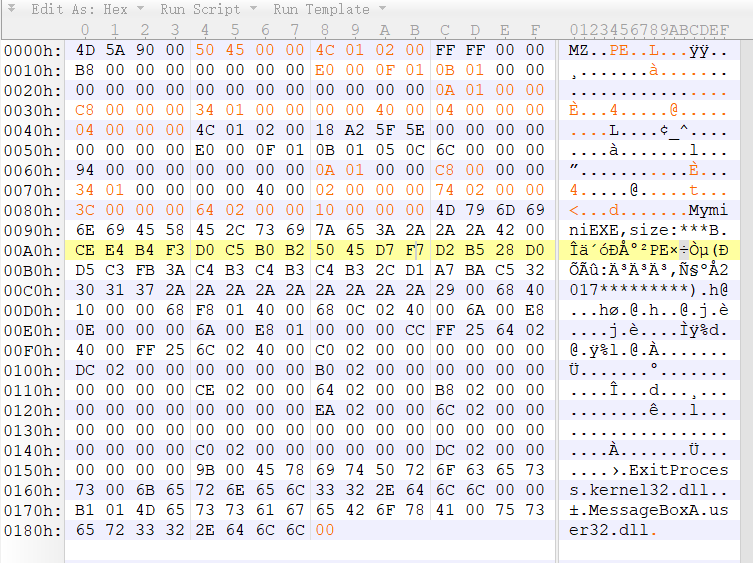 Edit As: Hex Run Script Run Template
0 1 2 3 4 5 6 7 8 9 A B C D E F 0123456789ABCDEF
0000h: 4D 5A 90 00 50 45 00 00 4C 01 02 00 FF FF 00 00 MZ..PE..L...ÿÿ..
0010h: B8 00 00 00 00 00 00 00 E0 00 0F 01 0B 01 00 00 ¸.......à.......
0020h: 00 00 00 00 00 00 00 00 00 00 00 00 0A 01 00 00 ................
0030h: C8 00 00 00 34 01 00 00 00 00 40 00 04 00 00 00 È...4.....@.....
0040h: 04 00 00 00 4C 01 02 00 18 A2 5F 5E 00 00 00 00 ....L....¢_^....
0050h: 00 00 00 00 E0 00 0F 01 0B 01 05 0C 6C 00 00 00 ....à.......l...
0060h: 94 00 00 00 00 00 00 00 0A 01 00 00 C8 00 00 00 ”...........È...
0070h: 34 01 00 00 00 00 40 00 02 00 00 00 74 02 00 00 4.....@.....t...
0080h: 3C 00 00 00 64 02 00 00 10 00 00 00 4D 79 6D 69 <...d.......Mymi
0090h: 6E 69 45 58 45 2C 73 69 7A 65 3A 2A 2A 2A 42 00 niEXE,size:***B.
00A0h: CE E4 B4 F3 D0 C5 B0 B2 50 45 D7 F7 D2 B5 28 D0 Îä´óÐÅ°²PE×÷Òµ(Ð
00B0h: D5 C3 FB 3A C4 B3 C4 B3 C4 B3 2C D1 A7 BA C5 32 ÕÃû:Ä³Ä³Ä³,Ñ§ºÅ2
00C0h: 30 31 37 2A 2A 2A 2A 2A 2A 2A 2A 2A 29 00 68 40 017*********).h@
00D0h: 10 00 00 68 F8 01 40 00 68 0C 02 40 00 6A 00 E8 ...hø.@.h..@.j.è
00E0h: 0E 00 00 00 6A 00 E8 01 00 00 00 CC FF 25 64 02 ....j.è....Ìÿ%d.
00F0h: 40 00 FF 25 6C 02 40 00 C0 02 00 00 00 00 00 00 @.ÿ%l.@.À.......
0100h: DC 02 00 00 00 00 00 00 B0 02 00 00 00 00 00 00 Ü.......°.......
0110h: 00 00 00 00 CE 02 00 00 64 02 00 00 B8 02 00 00 ....Î...d...¸...
0120h: 00 00 00 00 00 00 00 00 EA 02 00 00 6C 02 00 00 ........ê...l...
0130h: 00 00 00 00 00 00 00 00 00 00 00 00 00 00 00 00 ................
0140h: 00 00 00 00 C0 02 00 00 00 00 00 00 DC 02 00 00 ....À.......Ü...
0150h: 00 00 00 00 9B 00 45 78 69 74 50 72 6F 63 65 73 ....›.ExitProces
0160h: 73 00 6B 65 72 6E 65 6C 33 32 2E 64 6C 6C 00 00 s.kernel32.dll..
0170h: B1 01 4D 65 73 73 61 67 65 42 6F 78 41 00 75 73 ±.MessageBoxA.us
0180h: 65 72 33 32 2E 64 6C 6C 00 er32.dll.